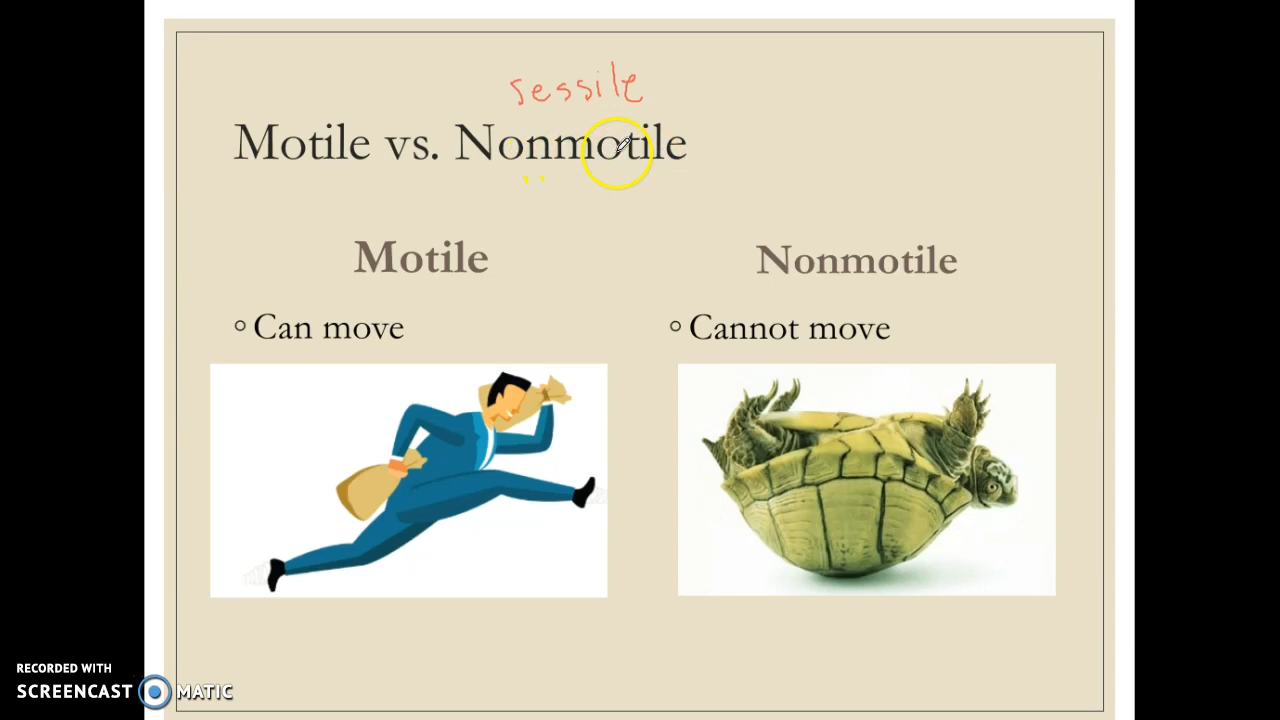 sessile
Motile vs. Nonmotile
Motile
Nonmotile
Can move
Cannot move
RECORDED WITH
SCREENCAST MATIC